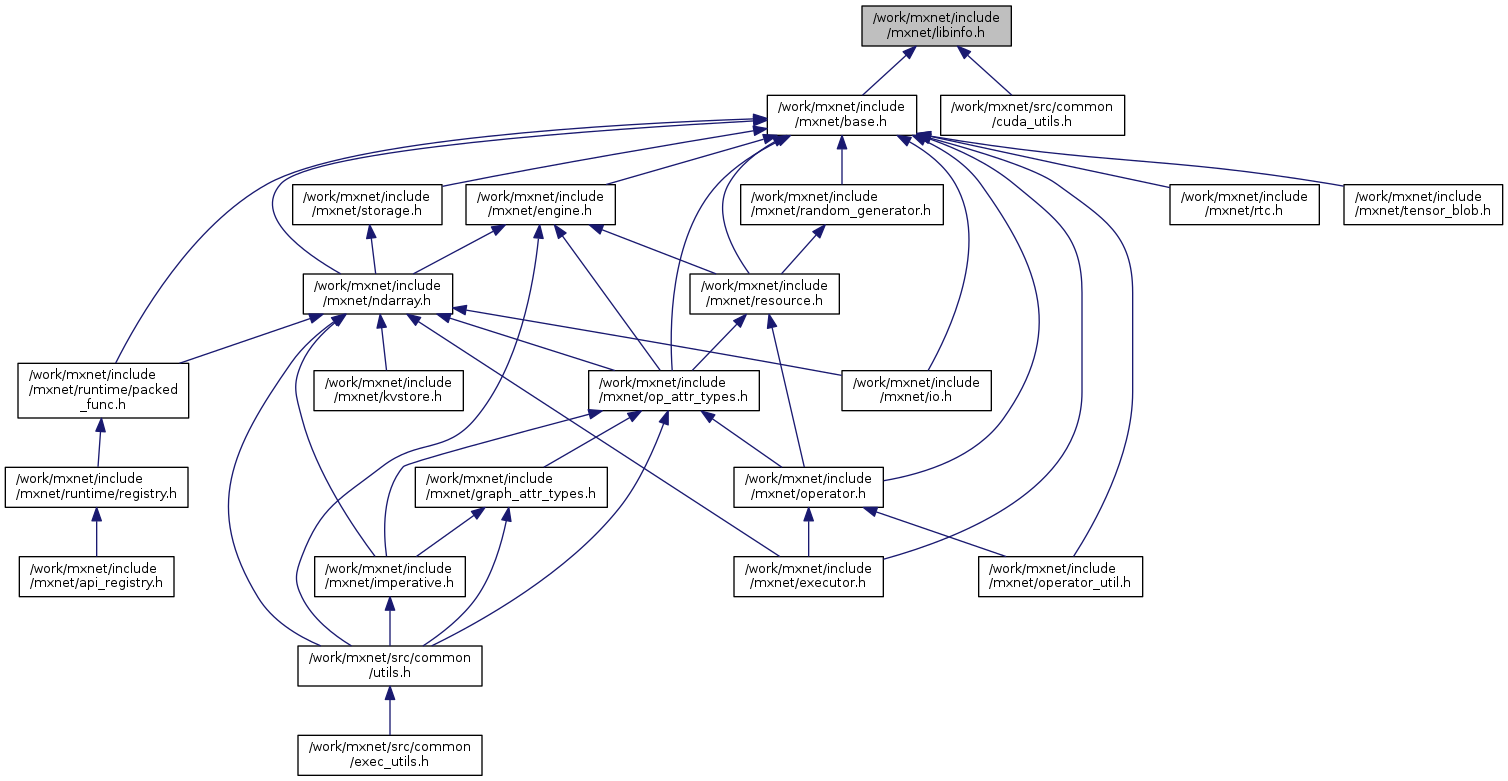 /work/mxnet/include
/mxnet/libinfo.h
/work/mxnet/include
/mxnet/base.h
/work/mxnet/src/common
/cuda_utils.h
/work/mxnet/include
/mxnet/storage.h
/work/mxnet/include
/mxnet/engine.h
/work/mxnet/include
/mxnet/random_generator.h
/work/mxnet/include
/mxnet/rtc.h
/work/mxnet/include
/mxnet/tensor_blob.h
/work/mxnet/include
/mxnet/ndarray.h
/work/mxnet/include
/mxnet/resource.h
/work/mxnet/include
/mxnet/runtime/packed
_func.h
/work/mxnet/include
/mxnet/kvstore.h
/work/mxnet/include
/mxnet/op_attr_types.h
/work/mxnet/include
/mxnet/io.h
/work/mxnet/include
/mxnet/runtime/registry.h
/work/mxnet/include
/mxnet/graph_attr_types.h
/work/mxnet/include
/mxnet/operator.h
/work/mxnet/include
/mxnet/api_registry.h
/work/mxnet/include
/mxnet/imperative.h
/work/mxnet/include
/mxnet/executor.h
/work/mxnet/include
/mxnet/operator_util.h
/work/mxnet/src/common
/utils.h
/work/mxnet/src/common
/exec_utils.h